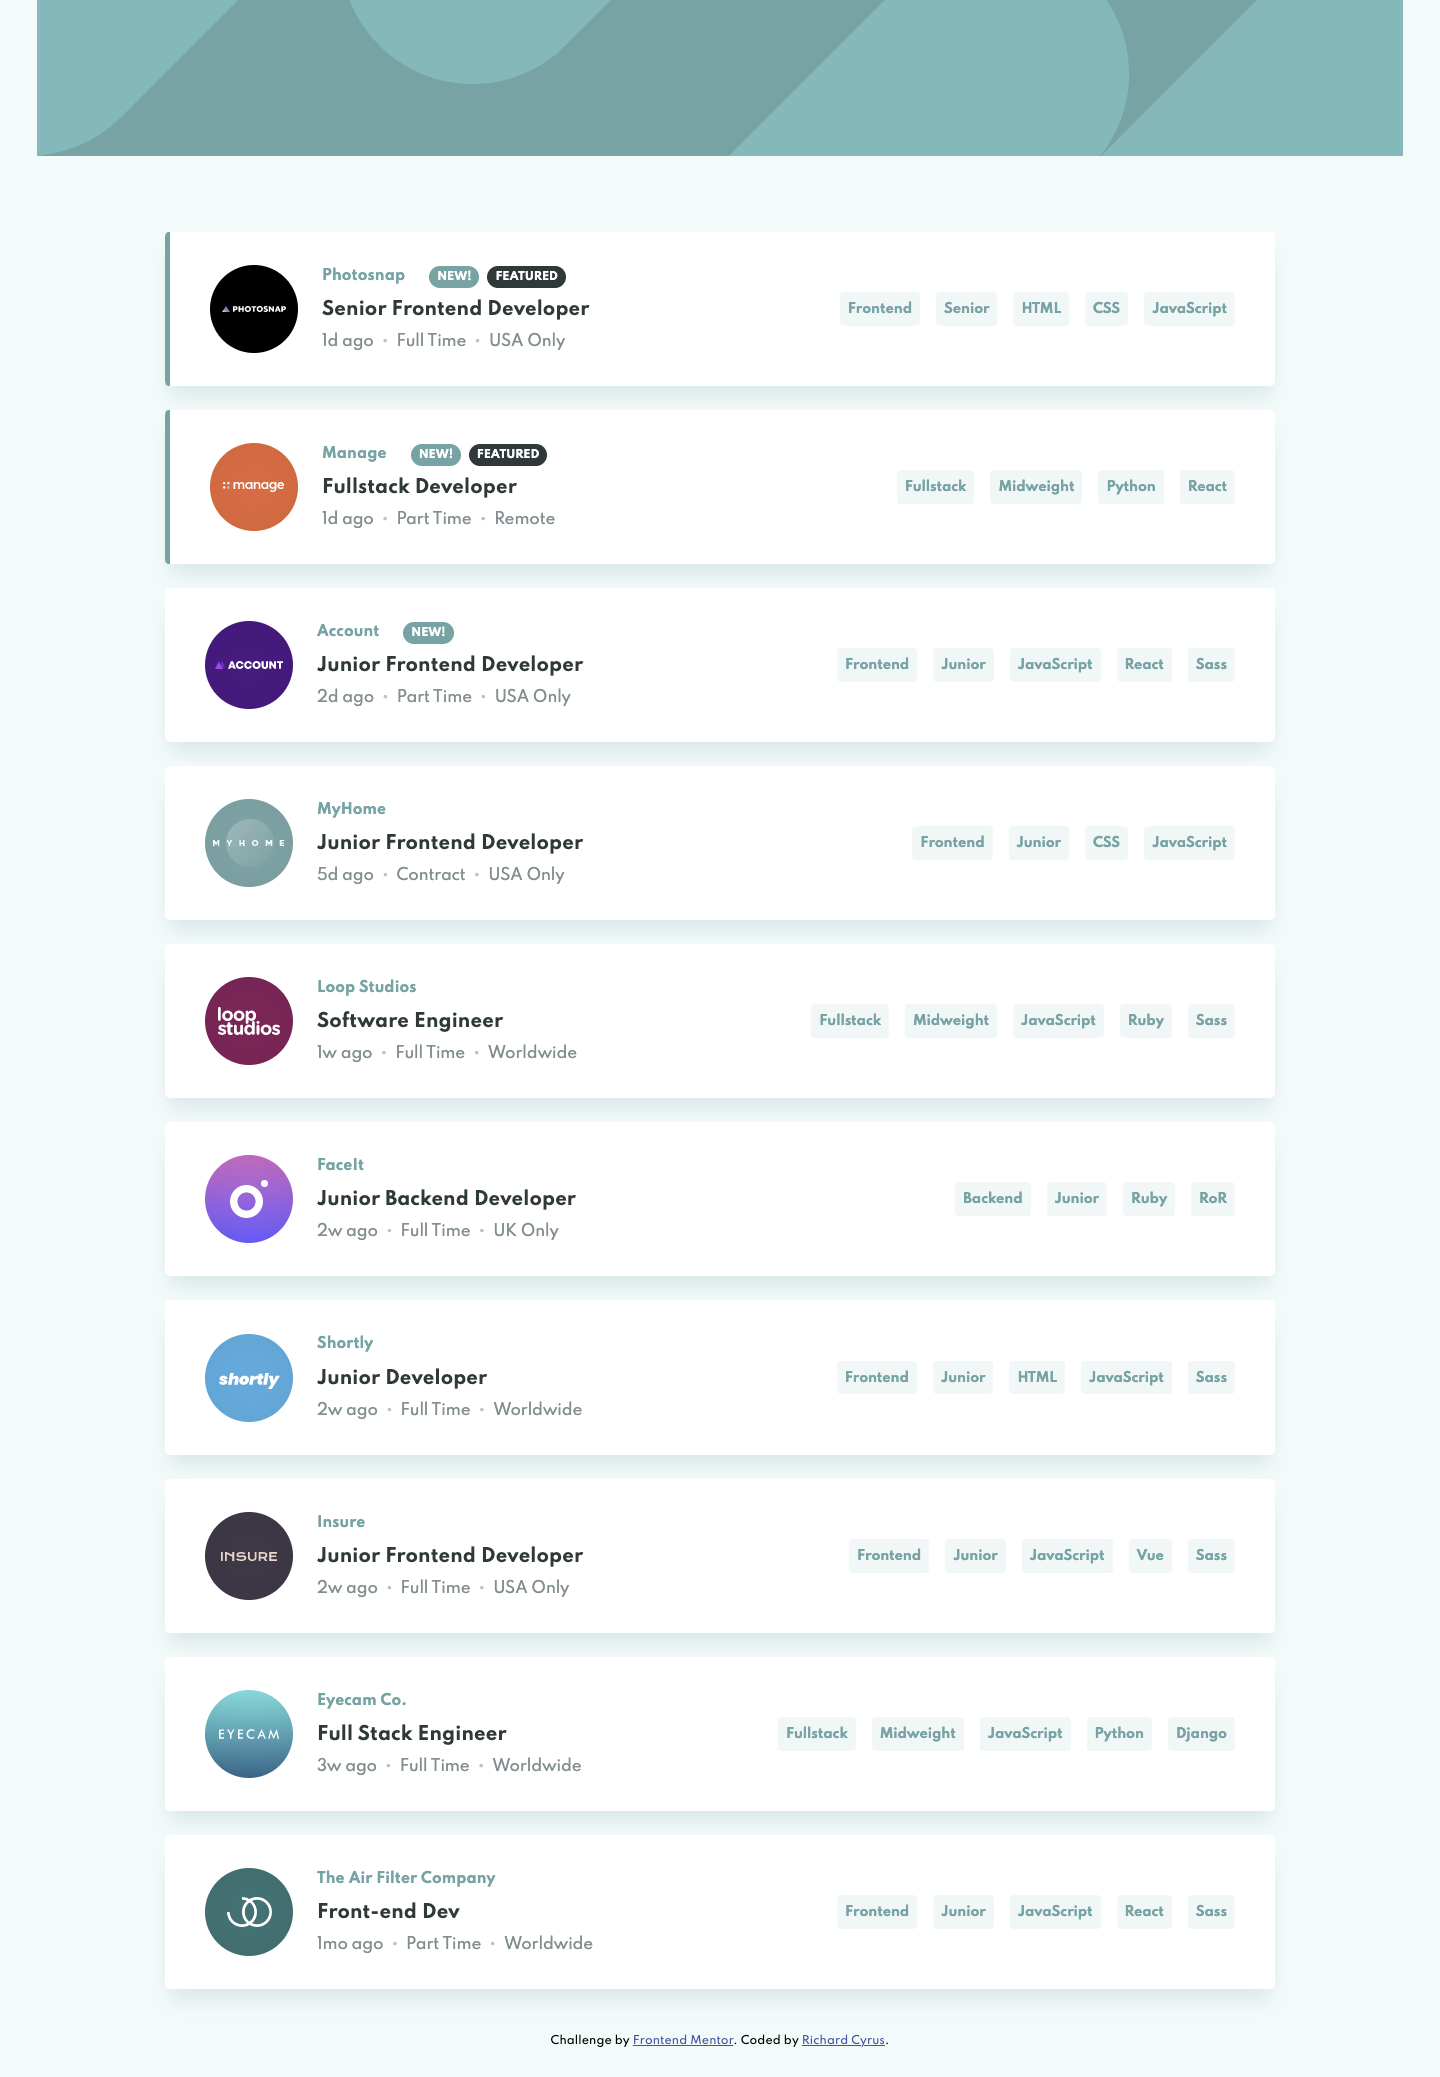 Photosnap NEW! FEATURED
PHOTOSNAP
Senior Frontend Developer
1d ago • Full Time • USA Only
Frontend Senior HTML CSS JavaScript
Manage NEW! FEATURED
manage
Fullstack Developer
1d ago • Part Time • Remote
Fullstack Midweight Python React
Account NEW!
ACCOUNT
Junior Frontend Developer
2d ago • Part Time • USA Only
Frontend Junior JavaScript React Sass
MyHome
MYHOME
Junior Frontend Developer
5d ago • Contract • USA Only
Frontend Junior CSS JavaScript
Loop Studios
loop
studios
Software Engineer
1w ago • Full Time • Worldwide
Fullstack Midweight JavaScript Ruby Sass
FaceIt
Junior Backend Developer
2w ago • Full Time • UK Only
Backend Junior Ruby RoR
Shortly
shortly
Junior Developer
2w ago • Full Time • Worldwide
Frontend Junior HTML JavaScript Sass
Insure
INSURE
Junior Frontend Developer
2w ago • Full Time • USA Only
Frontend Junior JavaScript Vue Sass
Eyecam Co.
EYECAM
Full Stack Engineer
3w ago • Full Time • Worldwide
Fullstack Midweight JavaScript Python Django
The Air Filter Company
Front-end Dev
1mo ago • Part Time • Worldwide
Frontend Junior JavaScript React Sass
Challenge by Frontend Mentor. Coded by Richard Cyrus.